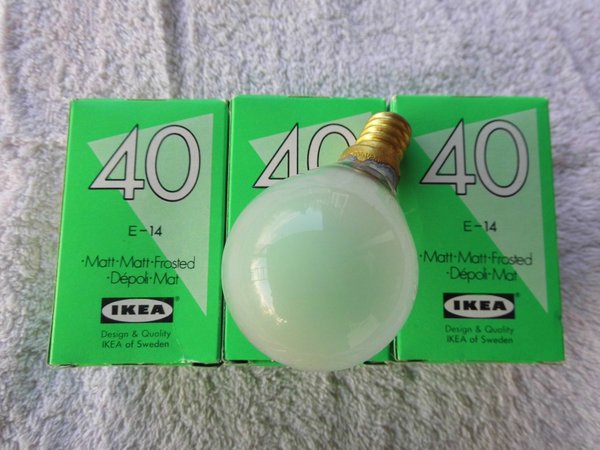 40
E-14
·Matt·Matt·Frosted
·Dépoli·Mat
IKEA
Design & Quality
IKEA of Sweden
40
40
E-14
·Matt·Matt·Frosted
·Dépoli·Mat
IKEA
Design & Quality
IKEA of Sweden